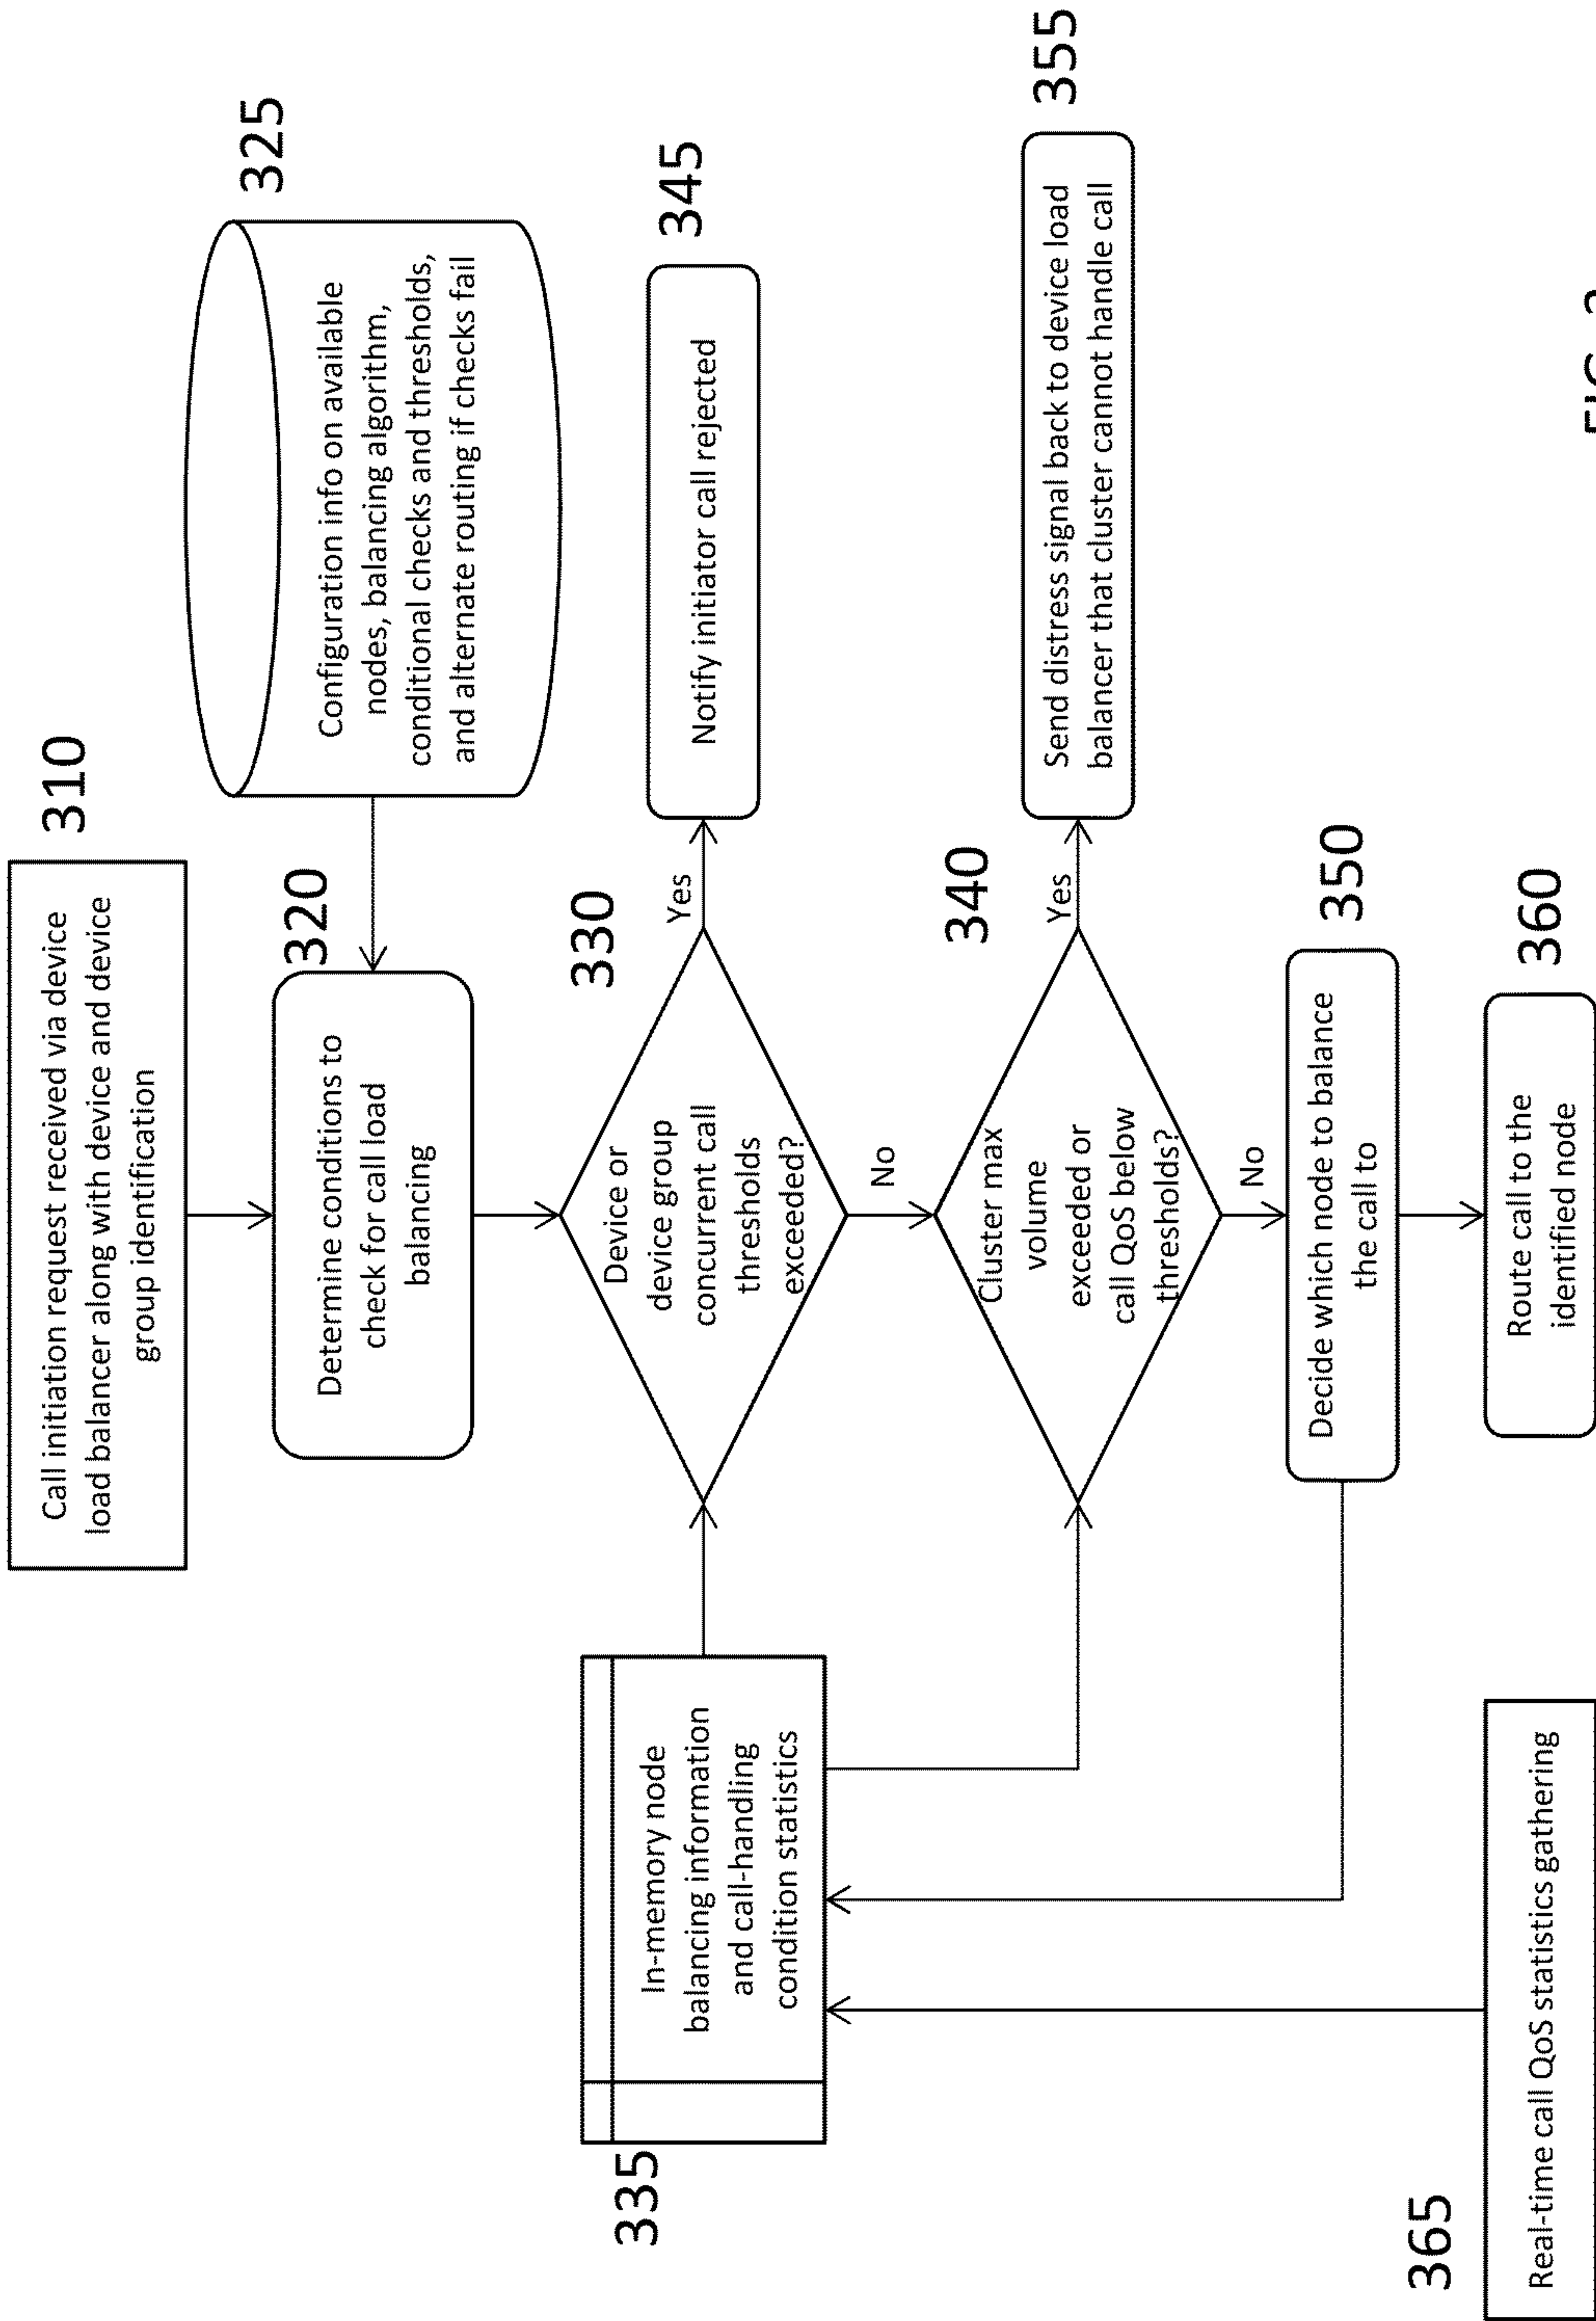 Call initiation request received via device
load balancer along with device and device
group identification
310
Determine conditions to
check for call load
balancing
320
Configuration info on available
nodes, balancing algorithm,
conditional checks and thresholds,
and alternate routing if checks fail
325
Device or
device group
concurrent call
thresholds
exceeded?
330
Yes
Notify initiator call rejected
345
No
In-memory node
balancing information
and call-handling
condition statistics
335
Cluster max
volume
exceeded or
call QoS below
thresholds?
340
Yes
Send distress signal back to device load
balancer that cluster cannot handle call
355
No
Decide which node to balance
the call to
350
Route call to the
identified node
360
Real-time call QoS statistics gathering
365
FIG.